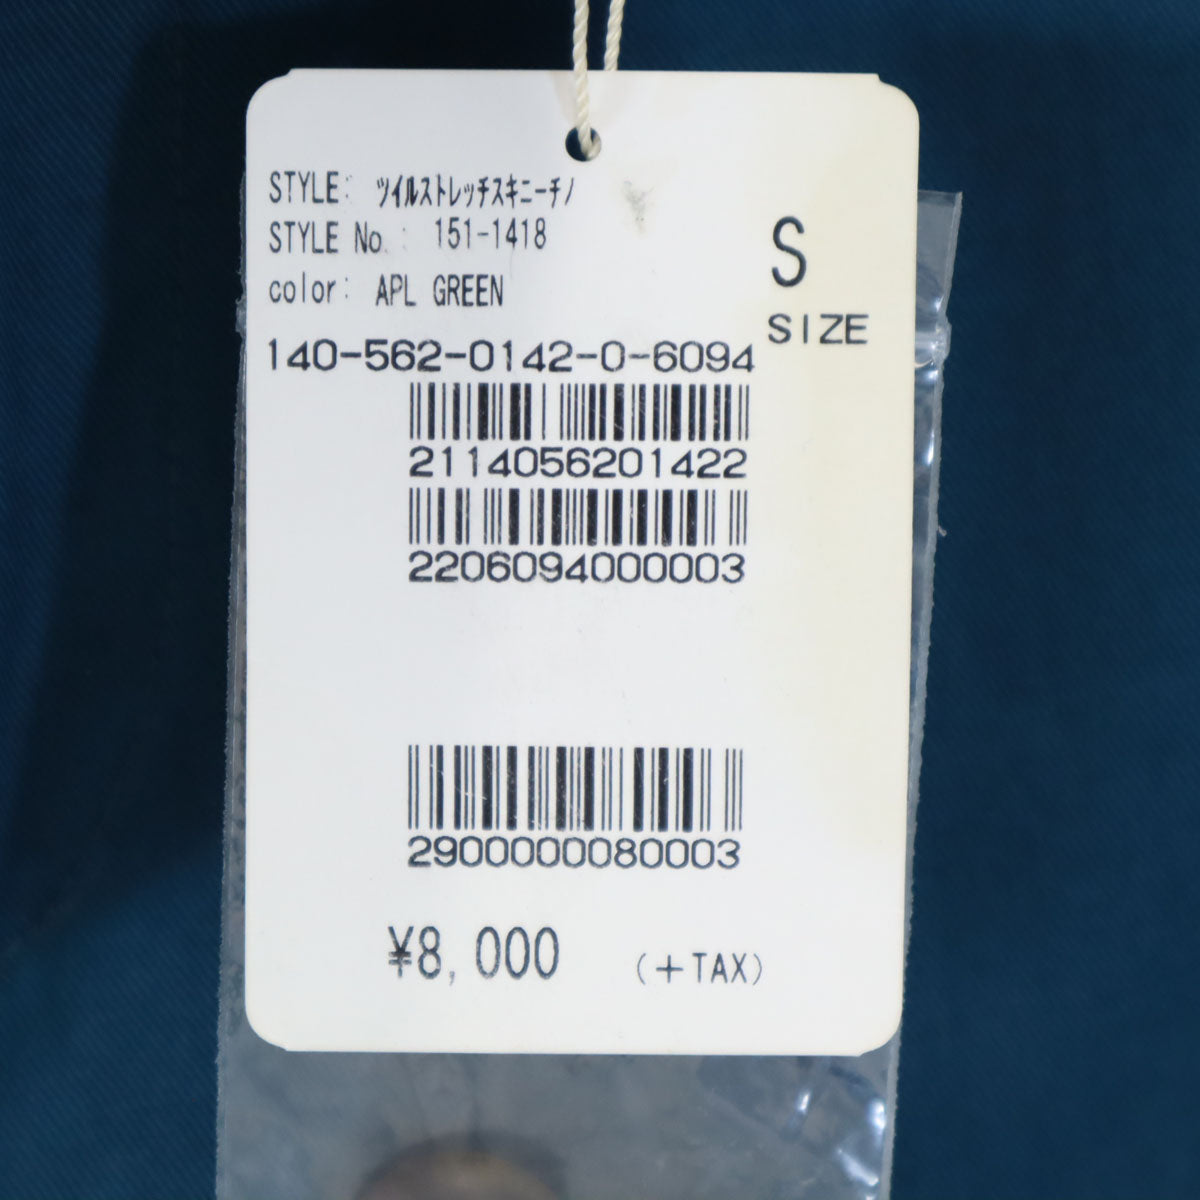 STYLE: ツイルストレッチスキニーチノ
STYLE No.: 151-1418
color: APL GREEN
S
SIZE
140-562-0142-0-6094
2114056201422
2206094000003
2900000080003
¥8,000 (+TAX)